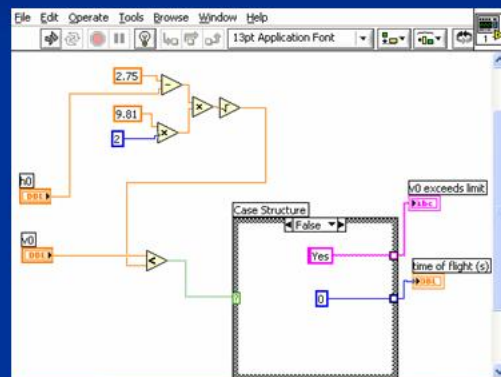 File Edit Operate Tools Browse Window Help
13pt Application Font
1
2.75
9.81
2
h0
DBL
v0
DBL
Case Structure
False
Yes
0
v0 exceeds limit
abc
time of flight (s)
DBL